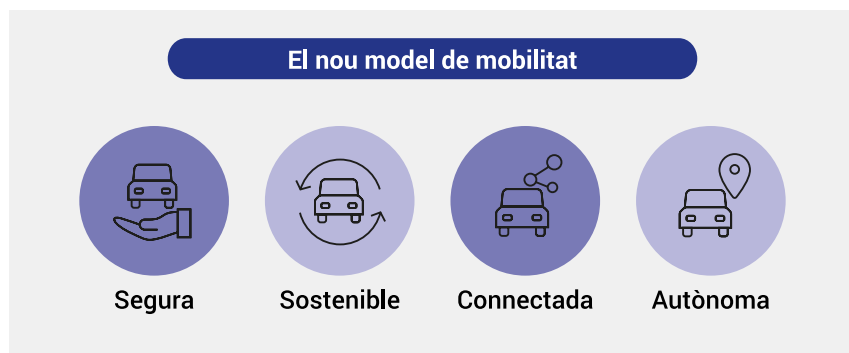 El nou model de mobilitat
Segura
Sostenible
Connectada
Autònoma